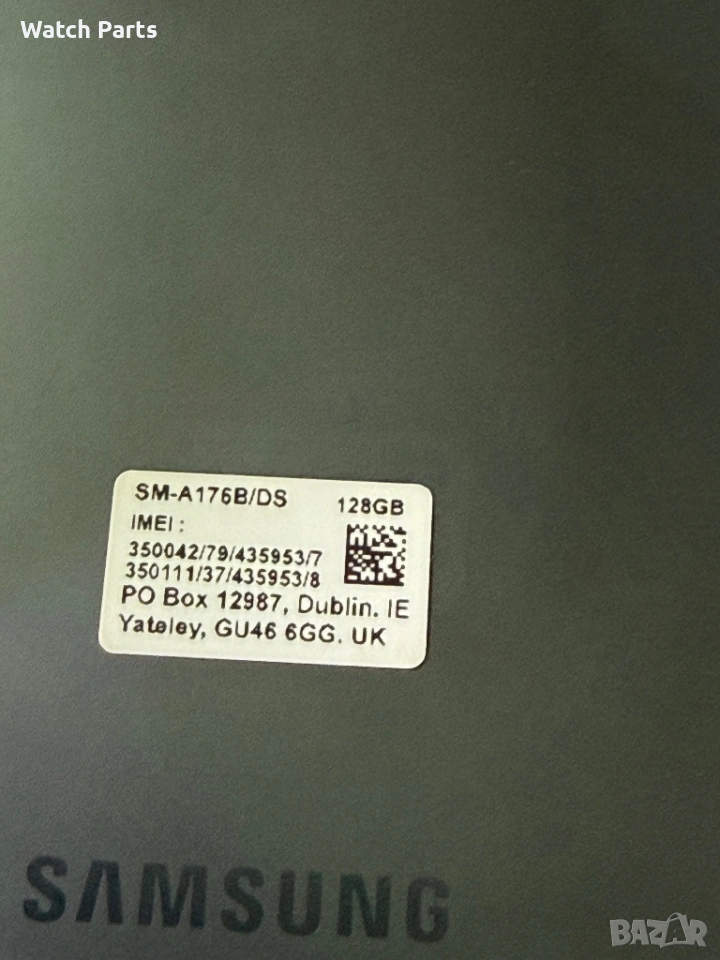 Watch Parts
SM-A176B/DS 128GB
IMEI :
350042/79/435953/7
350111/37/435953/8
PO Box 12987, Dublin. IE
Yateley, GU46 6GG. UK
SAMSUNG
BAZAR